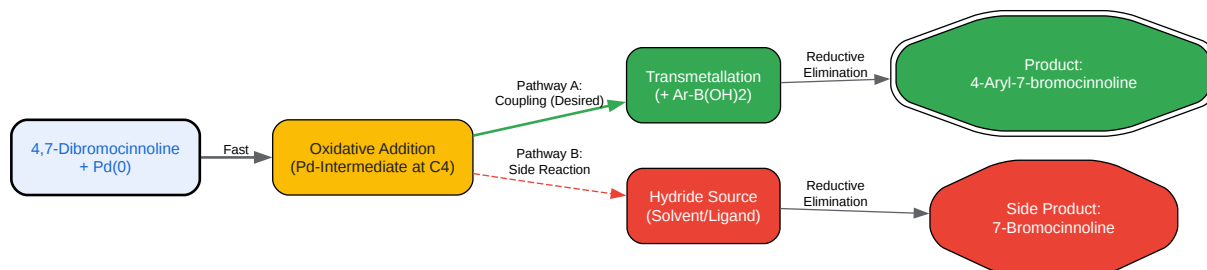 4,7-Dibromocinnoline
+ Pd(0)
Fast
Oxidative Addition
(Pd-Intermediate at C4)
Pathway A:
Coupling (Desired)
Transmetallation
(+ Ar-B(OH)2)
Reductive
Elimination
Product:
4-Aryl-7-bromocinnoline
Pathway B:
Side Reaction
Hydride Source
(Solvent/Ligand)
Reductive
Elimination
Side Product:
7-Bromocinnoline